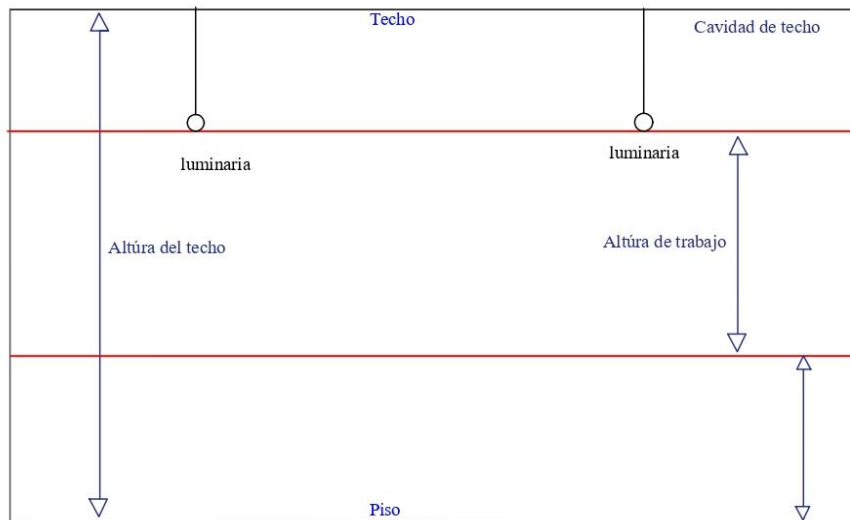 Techo
Cavidad de techo
luminaria
luminaria
Altúra del techo
Altúra de trabajo
Piso